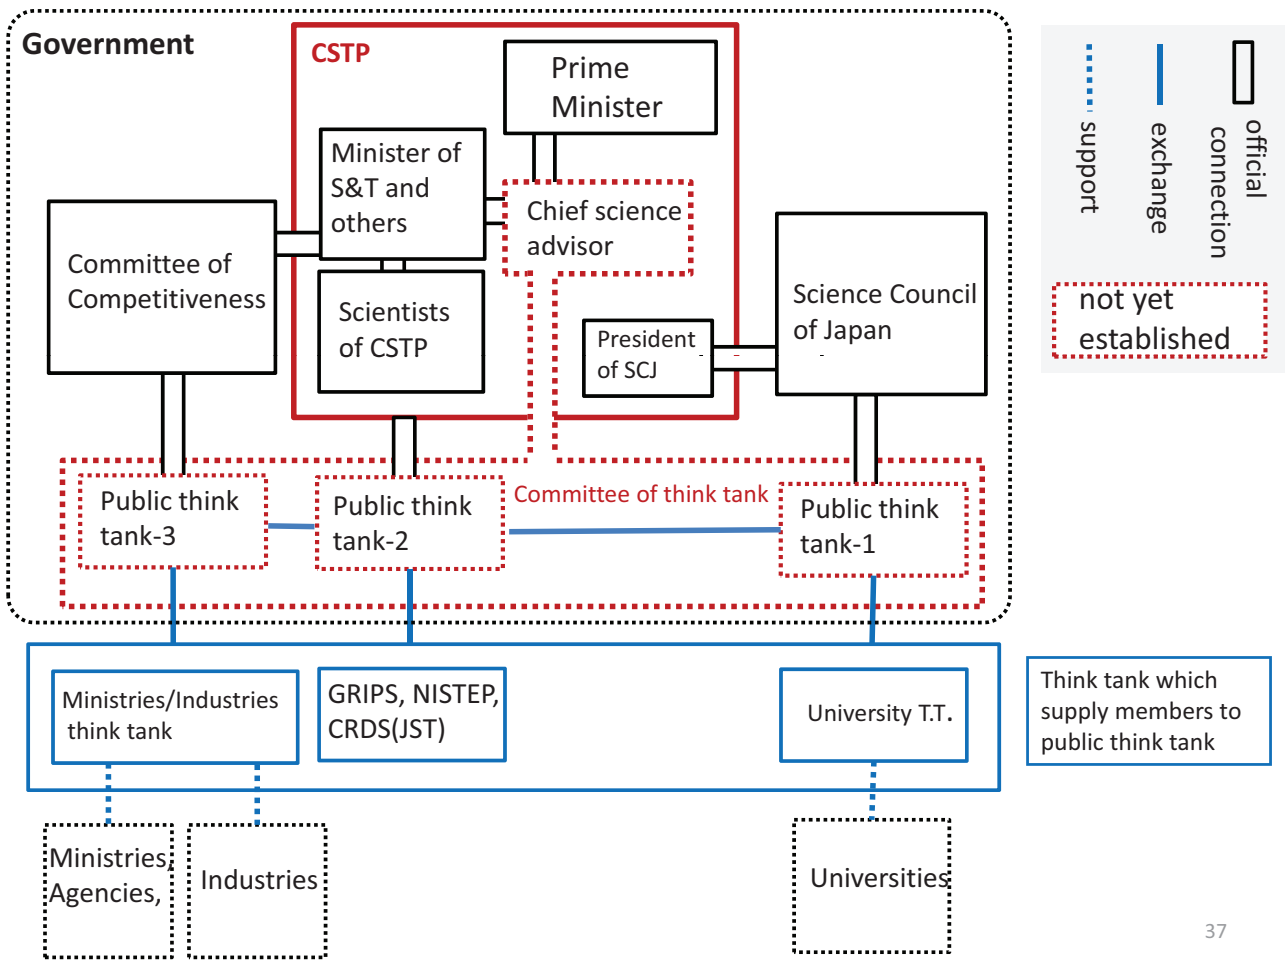 Government
CSTP
Prime
Minister
Minister of
S&T and
others
Chief science
advisor
Committee of
Competitiveness
Scientists
of CSTP
President
of SCJ
Science Council
of Japan
support
exchange
official
connection
not yet
established
Public think
tank-3
Public think
tank-2
Committee of think tank
Public think
tank-1
Ministries/Industries
think tank
GRIPS, NISTEP,
CRDS(JST)
University T.T.
Think tank which
supply members to
public think tank
Ministries,
Agencies,
Industries
Universities
37